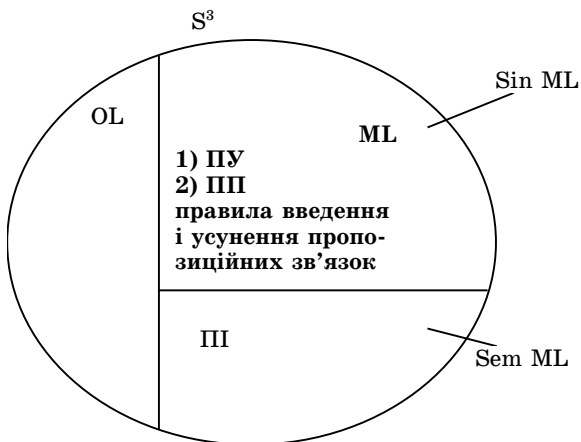 S³
Sin ML
OL
ML
1) ПУ
2) ПП
правила введення
і усунення пропо-
зиційних зв’язок
ПІ
Sem ML